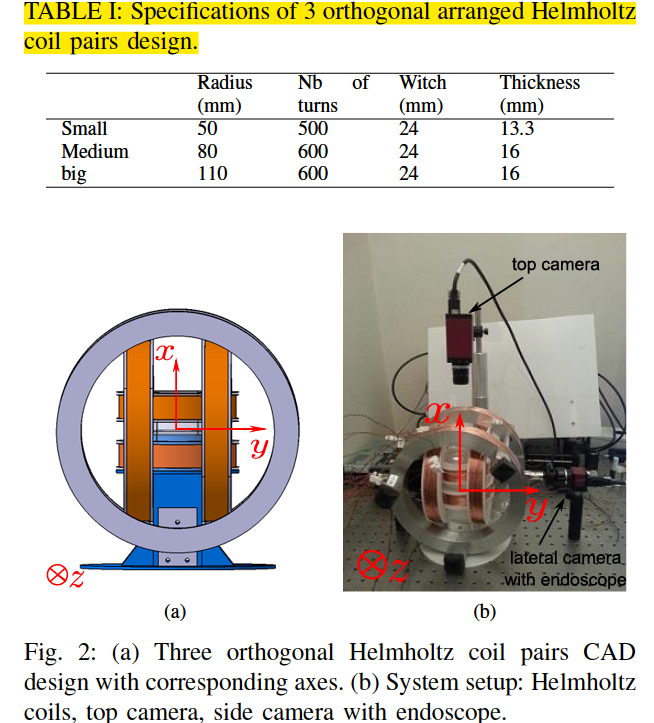 TABLE I: Specifications of 3 orthogonal arranged Helmholtz
coil pairs design.
Radius Nb of Witch Thickness
(mm) turns (mm) (mm)
Small 50 500 24 13.3
Medium 80 600 24 16
big 110 600 24 16
top camera
x
y
z
x
y
z
lateral camera
with endoscope
(a)
(b)
Fig. 2: (a) Three orthogonal Helmholtz coil pairs CAD
design with corresponding axes. (b) System setup: Helmholtz
coils, top camera, side camera with endoscope.